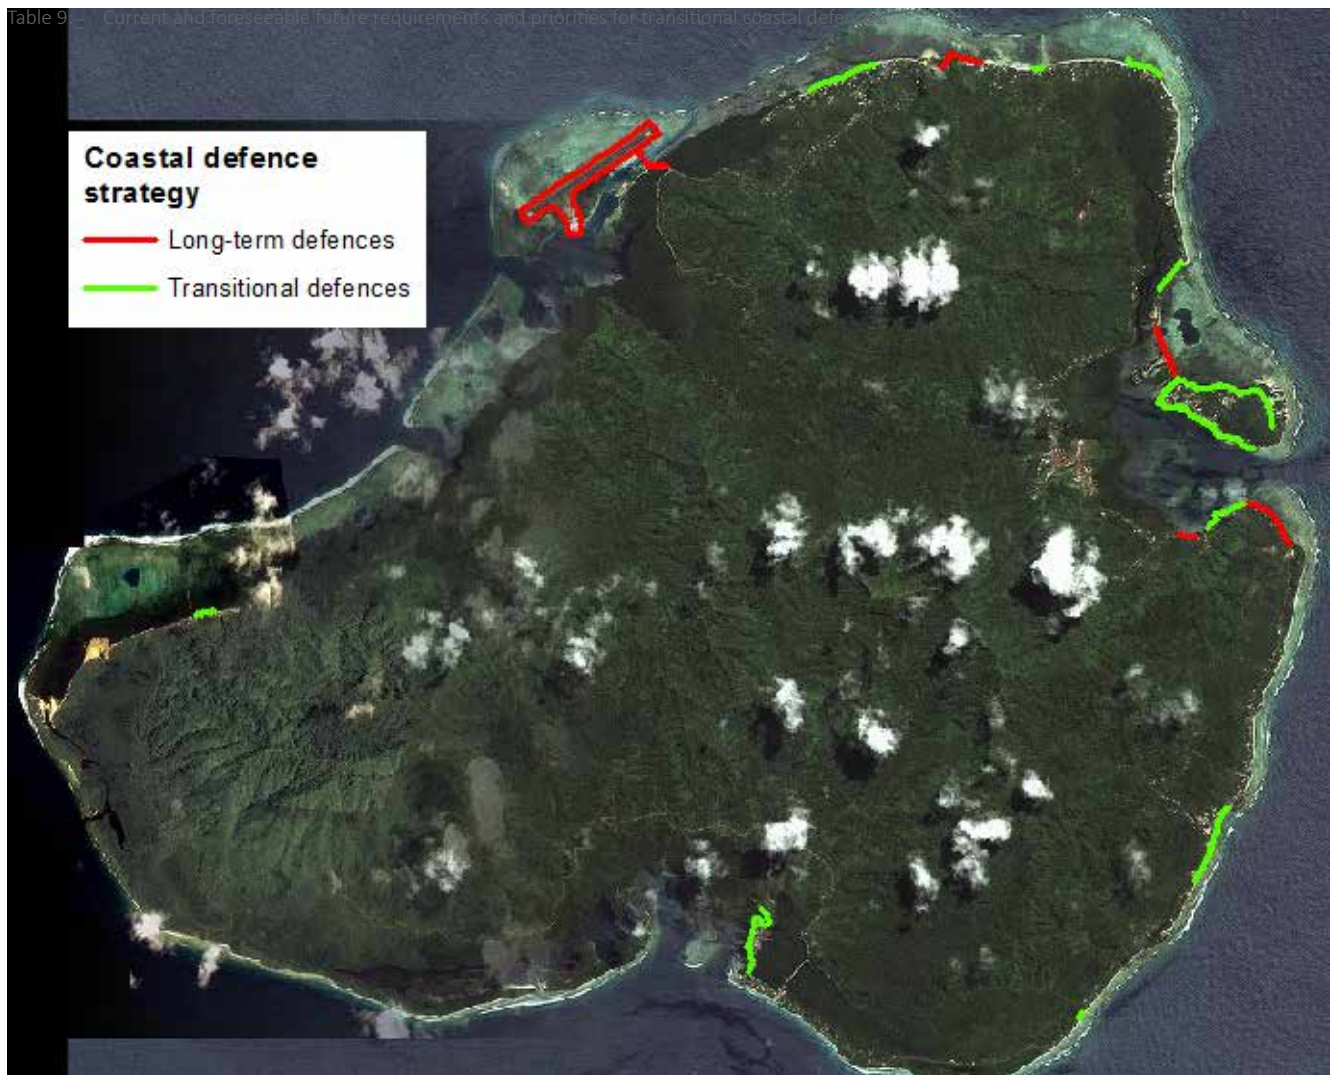 Table 9 Current and foreseeable future requirements and priorities for transitional coastal defe
Coastal defence
strategy
Long-term defences
Transitional defences